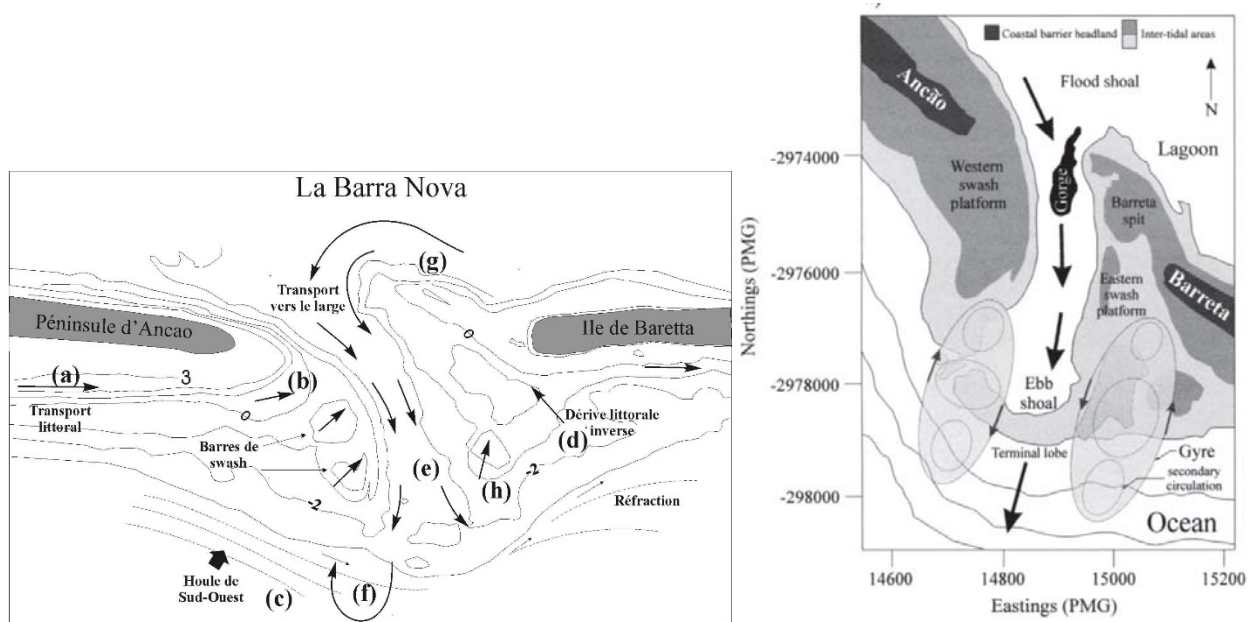 La Barra Nova
(g)
Transport
vers le large
Péninsule d'Ancao
Ile de Baretta
0
(a)
3
(b)
Transport
littoral
0
Dérive littorale
inverse
(d)
Barres de
swash
(e)
(h)
-2
-2
Réfraction
Houle de
Sud-Ouest
(c)
(f)
Coastal barrier headland
Inter-tidal areas
Ancão
Flood shoal
N
-2974000
Gorge
Lagoon
Western
swash
platform
Barreta
spit
-2976000
Eastern
swash
platform
Barreta
Northings (PMG)
-2978000
Ebb
shoal
Terminal lobe
Gyre
secondary
circulation
-298000
Ocean
14600
14800
15000
15200
Eastings (PMG)